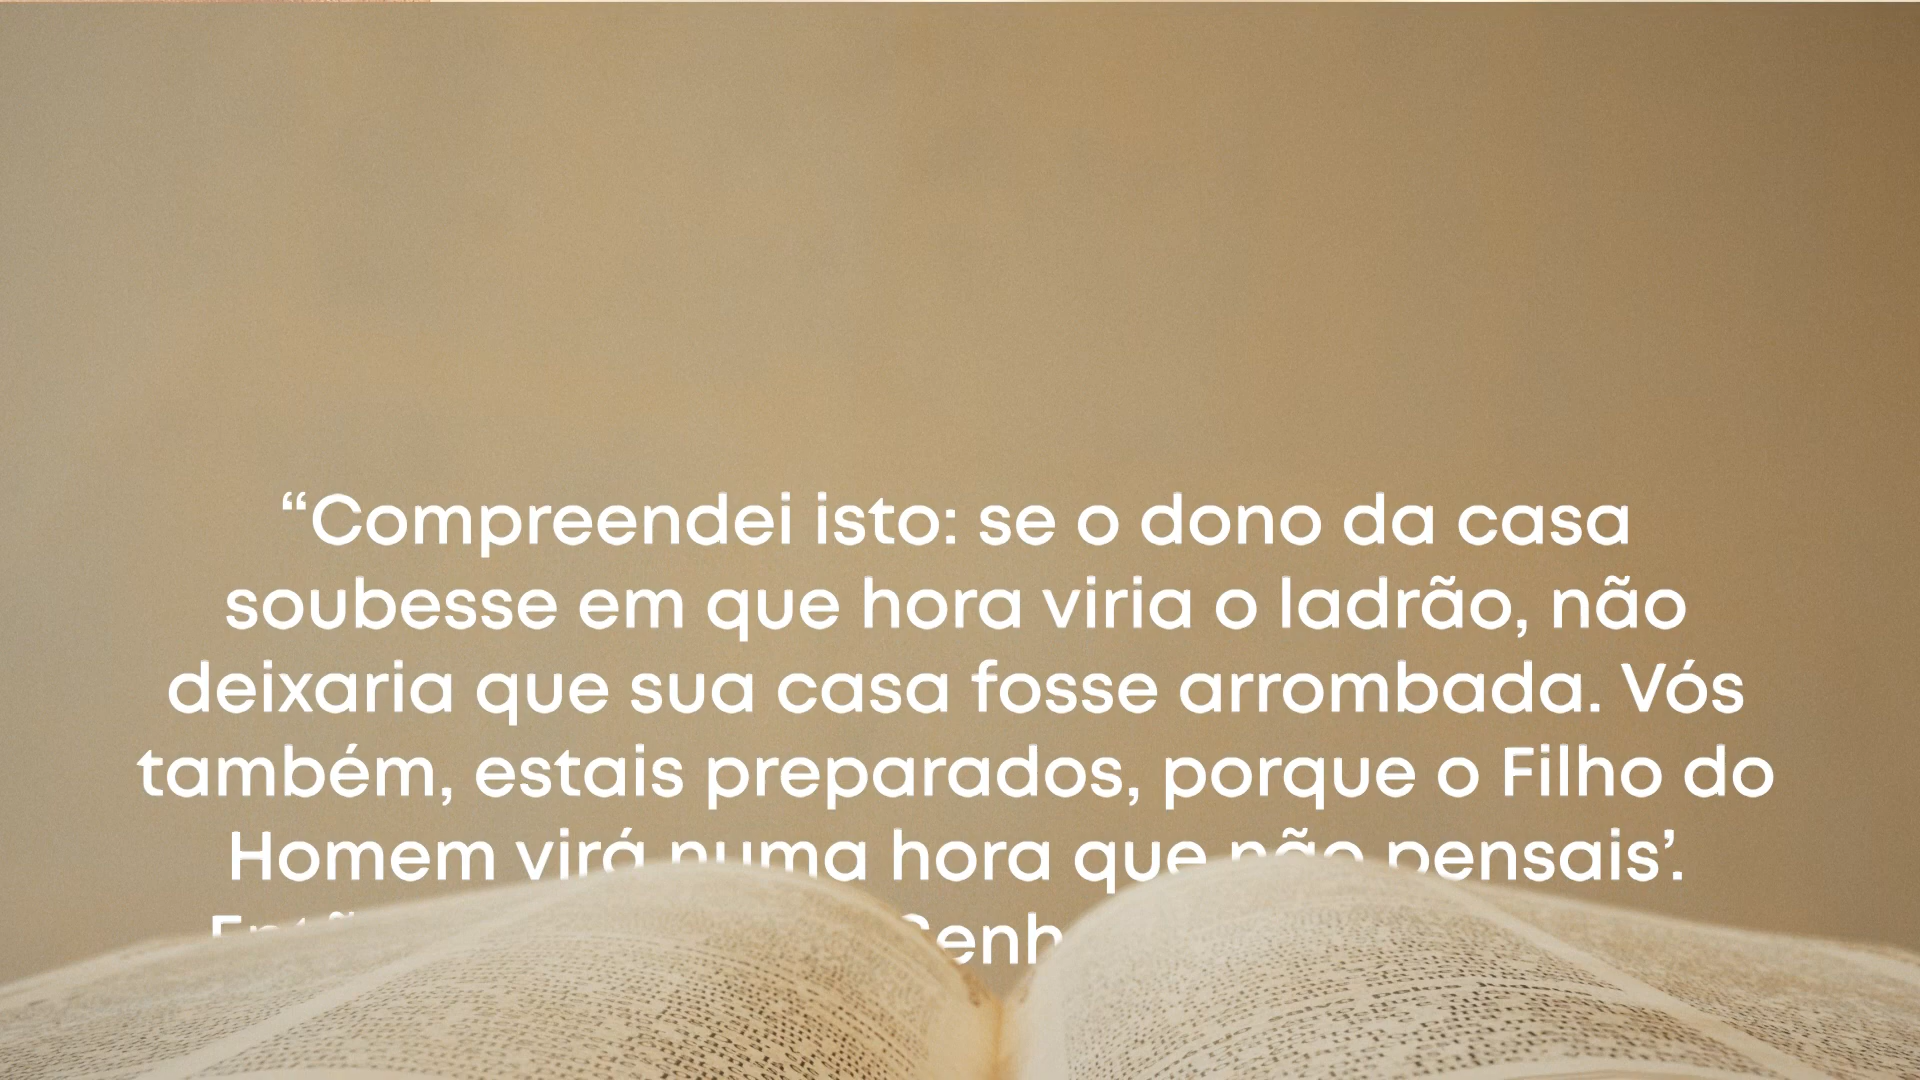 “Compreendei isto: se o dono da casa
soubesse em que hora viria o ladrão, não
deixaria que sua casa fosse arrombada. Vós
também, estais preparados, porque o Filho do
Homem virá numa hora que não pensais’.